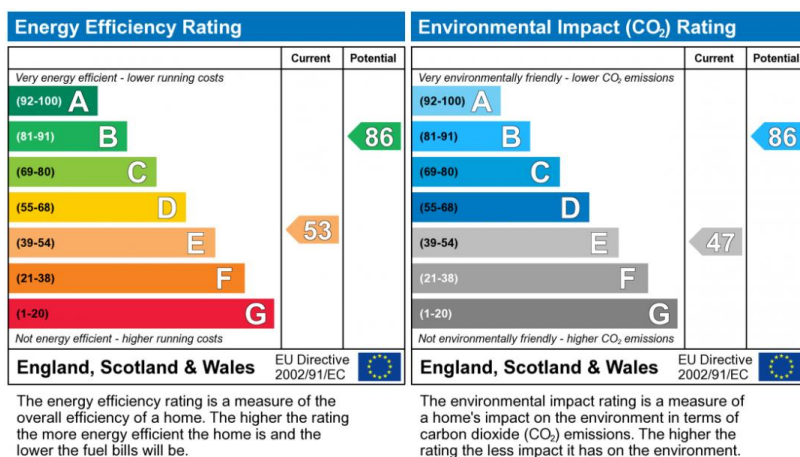 Energy Efficiency Rating
Current Potential
Very energy efficient - lower running costs
(92-100) A
(81-91) B
86
(69-80) C
(55-68) D
53
(39-54) E
(21-38) F
(1-20) G
Not energy efficient - higher running costs
England, Scotland & Wales
EU Directive
2002/91/EC
The energy efficiency rating is a measure of the
overall efficiency of a home. The higher the rating
the more energy efficient the home is and the
lower the fuel bills will be.
Environmental Impact (CO₂) Rating
Current Potential
Very environmentally friendly - lower CO₂ emissions
(92-100) A
(81-91) B
86
(69-80) C
(55-68) D
(39-54) E
47
(21-38) F
(1-20) G
Not environmentally friendly - higher CO₂ emissions
England, Scotland & Wales
EU Directive
2002/91/EC
The environmental impact rating is a measure of
a home's impact on the environment in terms of
carbon dioxide (CO₂) emissions. The higher the
rating the less impact it has on the environment.